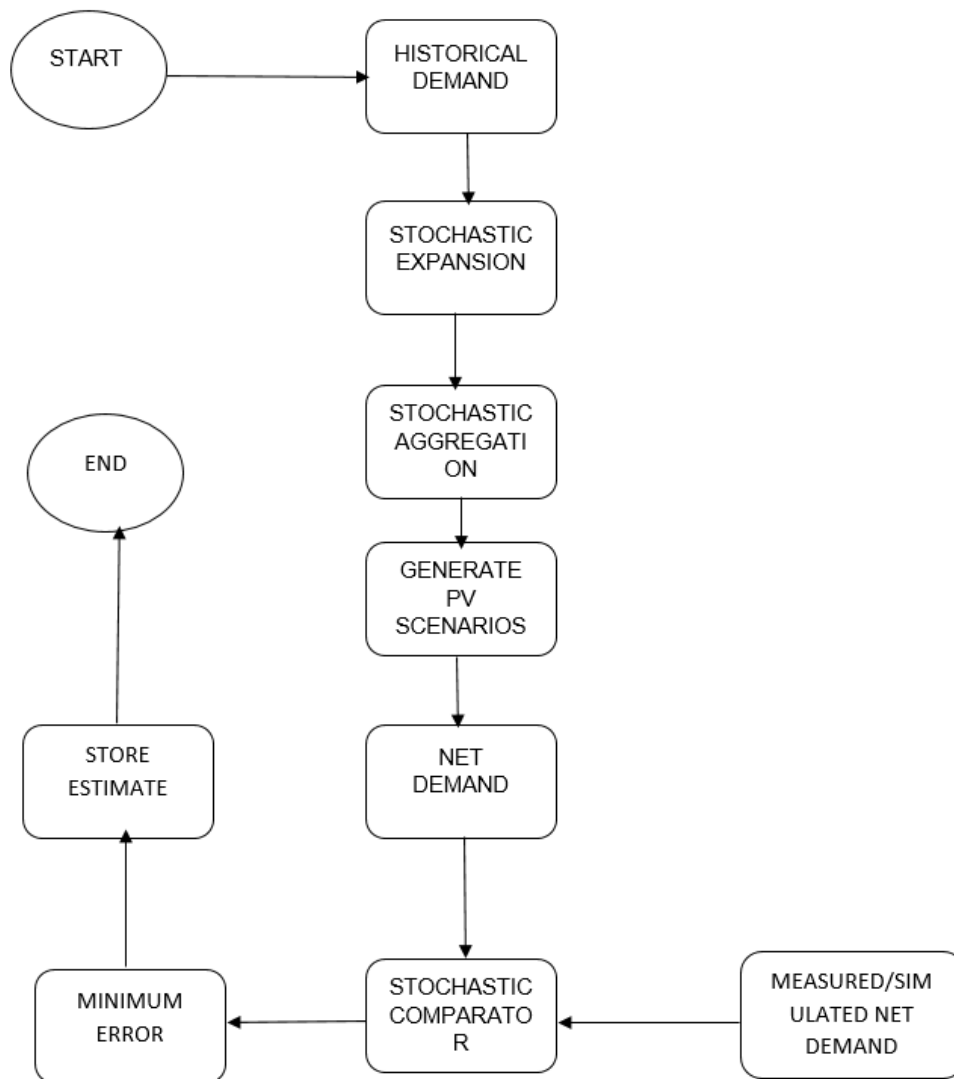 START
HISTORICAL
DEMAND
STOCHASTIC
EXPANSION
STOCHASTIC
AGGREGATI
ON
END
GENERATE
PV
SCENARIOS
NET
DEMAND
STORE
ESTIMATE
STOCHASTIC
COMPARATO
R
MEASURED/SIM
ULATED NET
DEMAND
MINIMUM
ERROR